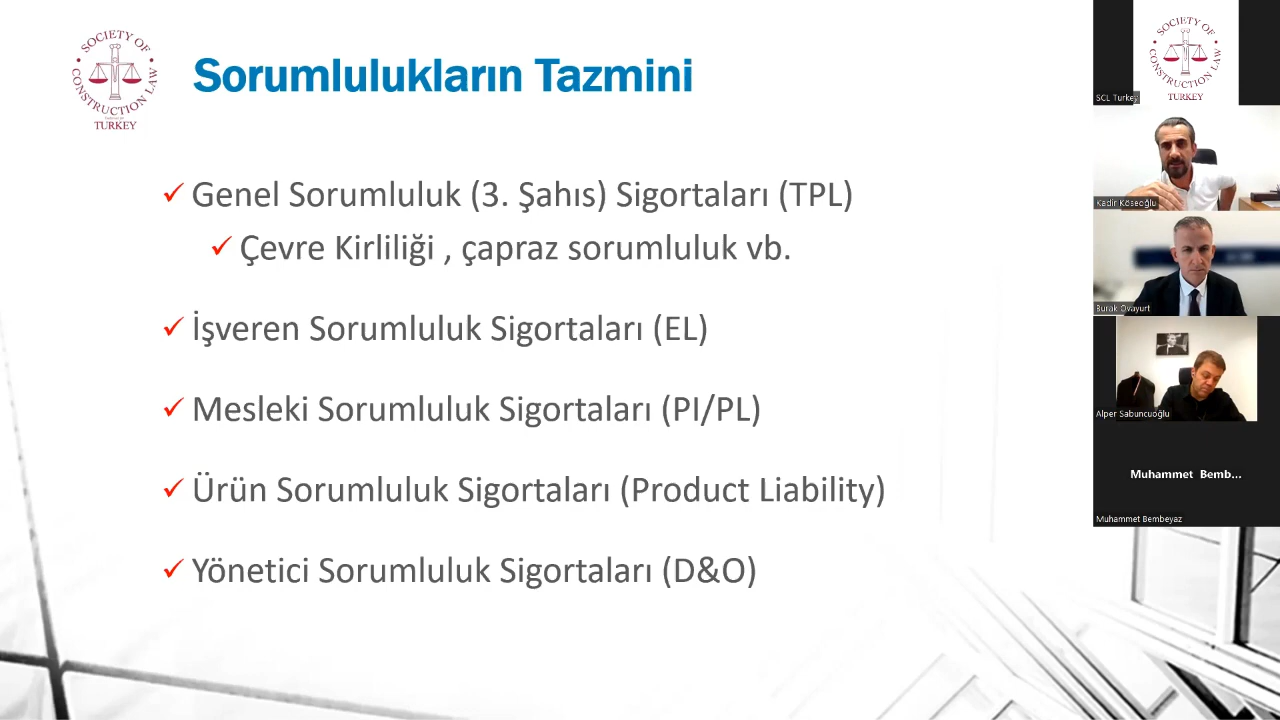 SOCIETY OF CONSTRUCTION LAW
TURKEY
Sorumlulukların Tazmini
Genel Sorumluluk (3. Şahıs) Sigortaları (TPL)
Çevre Kirliliği , çapraz sorumluluk vb.
İşveren Sorumluluk Sigortaları (EL)
Mesleki Sorumluluk Sigortaları (PI/PL)
Ürün Sorumluluk Sigortaları (Product Liability)
Yönetici Sorumluluk Sigortaları (D&O)
SOCIETY OF CONSTRUCTION LAW
TURKEY
SCL Turkey
Kadir Köseoğlu
Burak Ovayurt
Alper Sabuncuoğlu
Muhammet Bemb...
Muhammet Bembeyaz